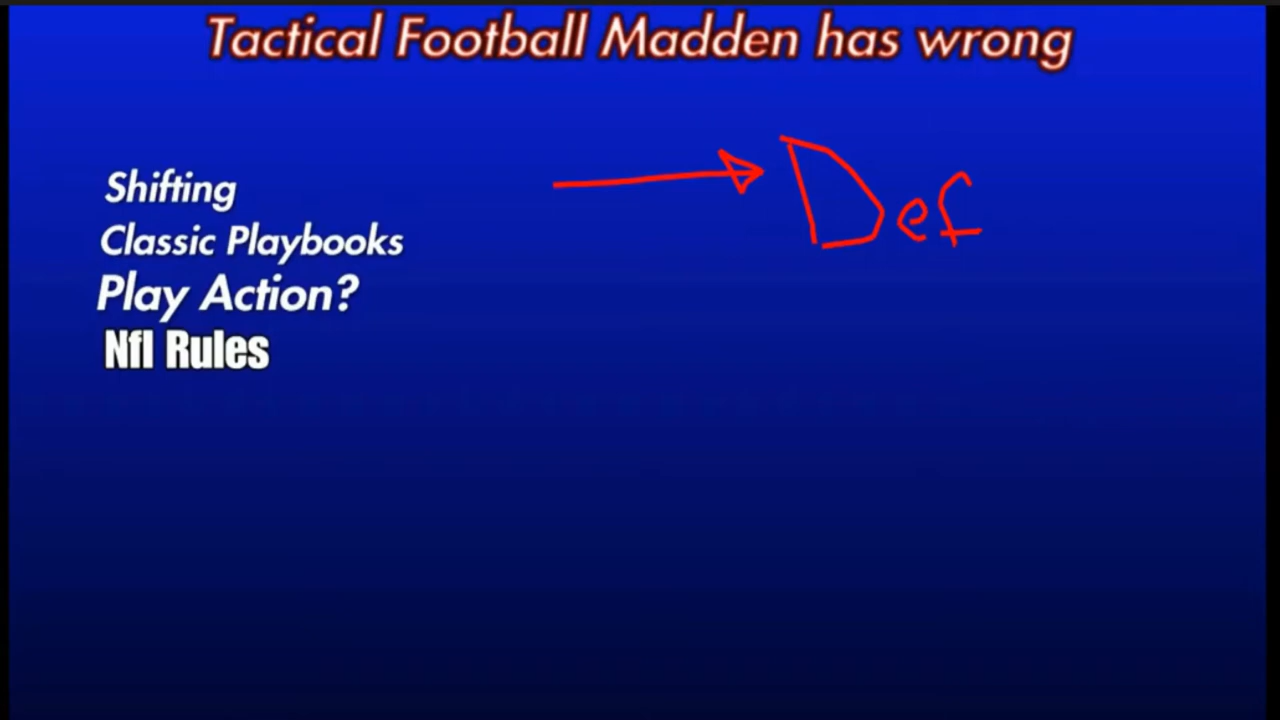 Tactical Football Madden has wrong
Shifting
Def
Classic Playbooks
Play Action?
Nfl Rules